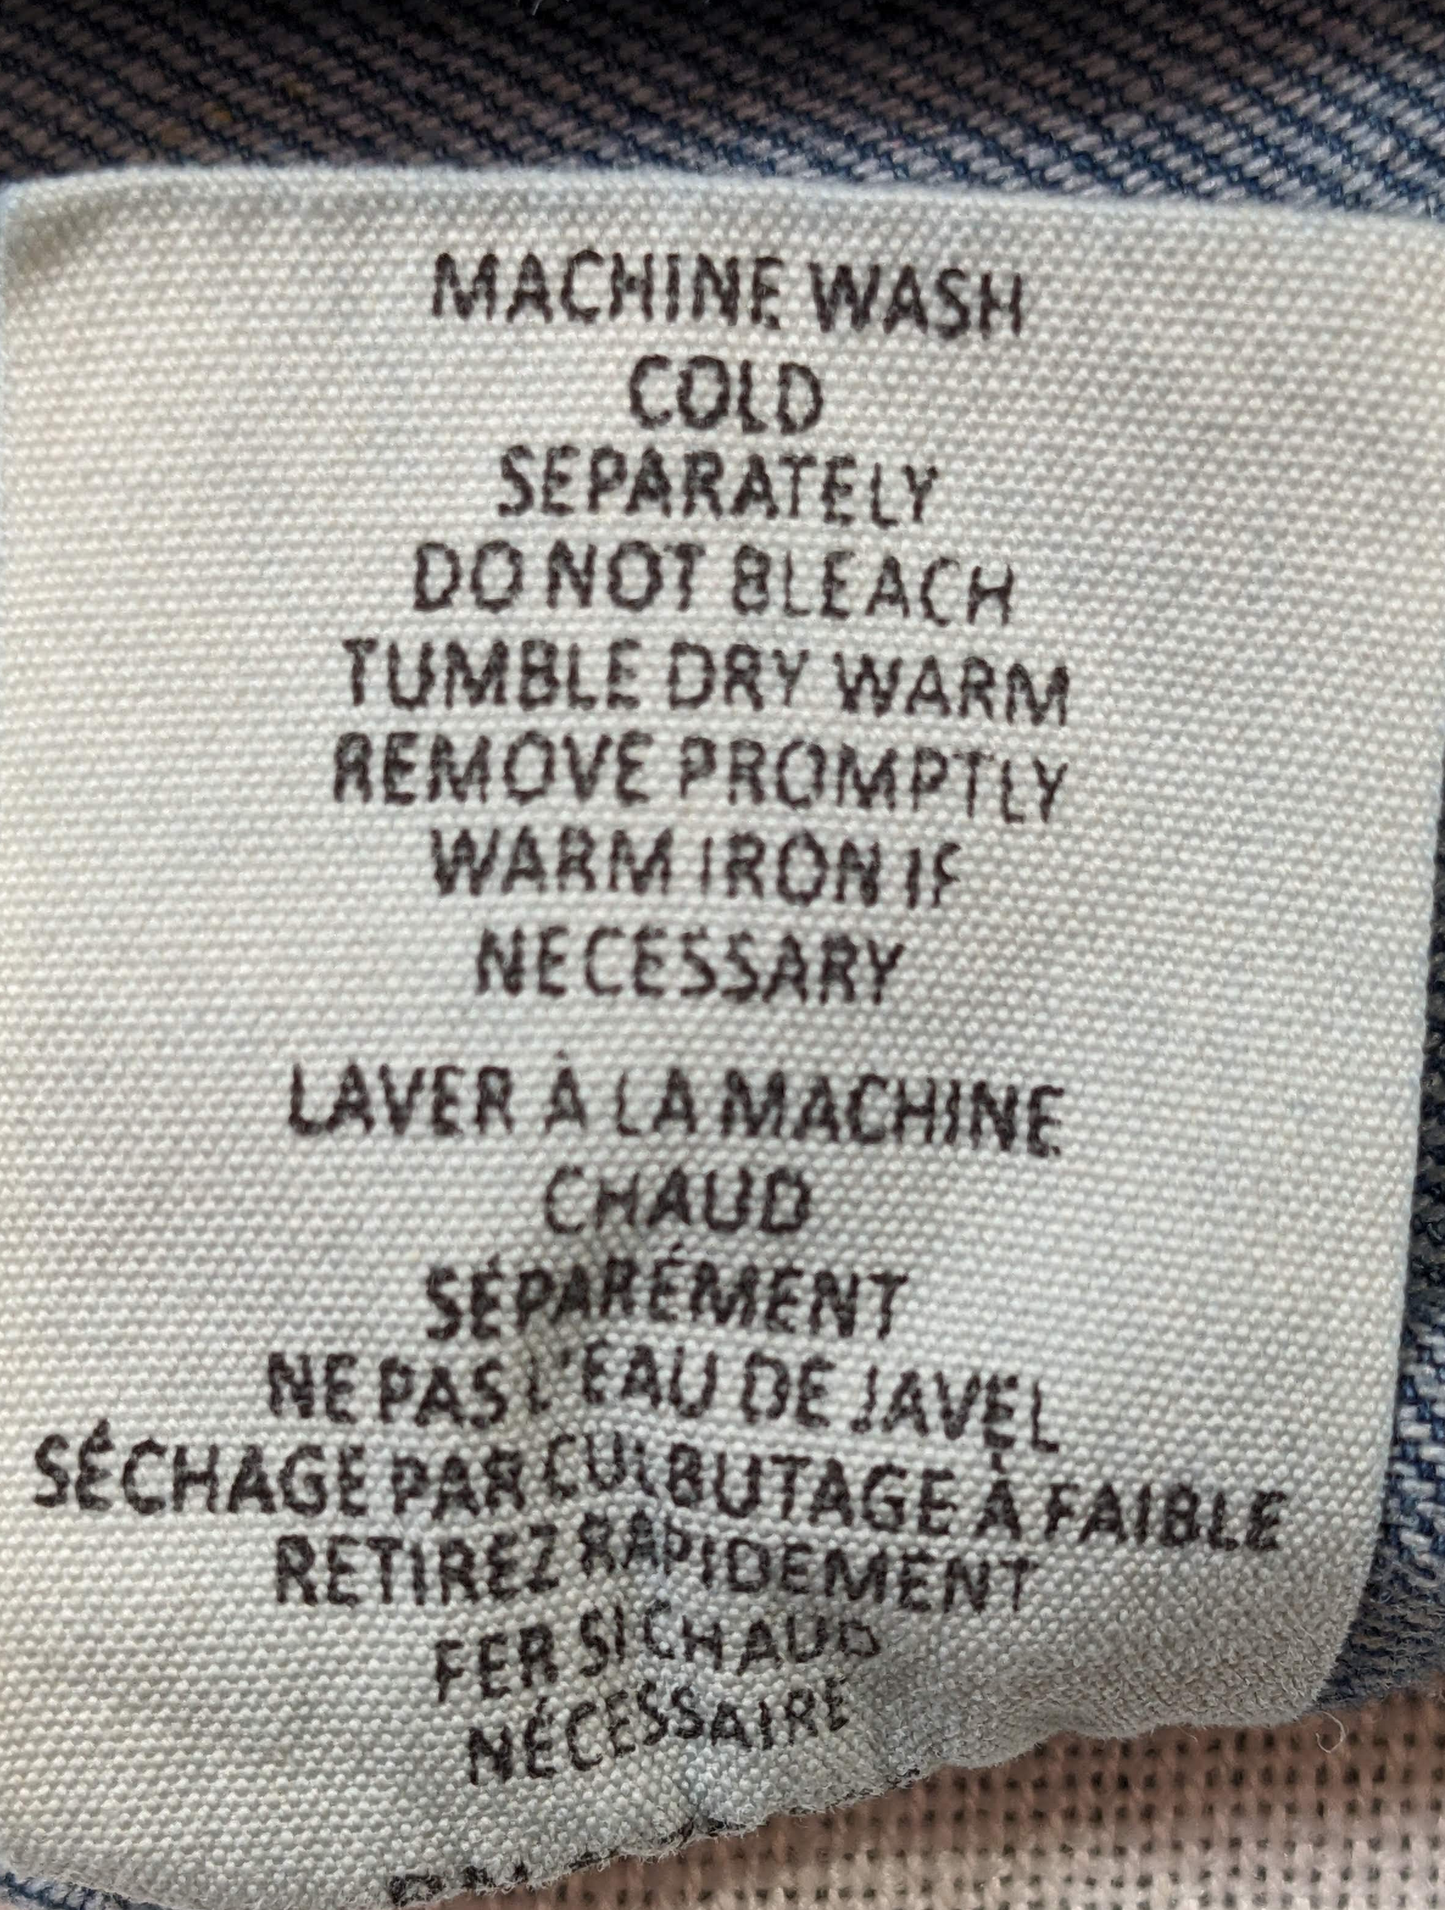 MACHINE WASH
COLD
SEPARATELY
DO NOT BLEACH
TUMBLE DRY WARM
REMOVE PROMPTLY
WARM IRON IF
NECESSARY
LAVER À LA MACHINE
CHAUD
SÉPARÉMENT
NE PAS L'EAU DE JAVEL
SÉCHAGE PAR CULBUTAGE À FAIBLE
RETIREZ RAPIDEMENT
FER SI CHAUD
NÉCESSAIRE